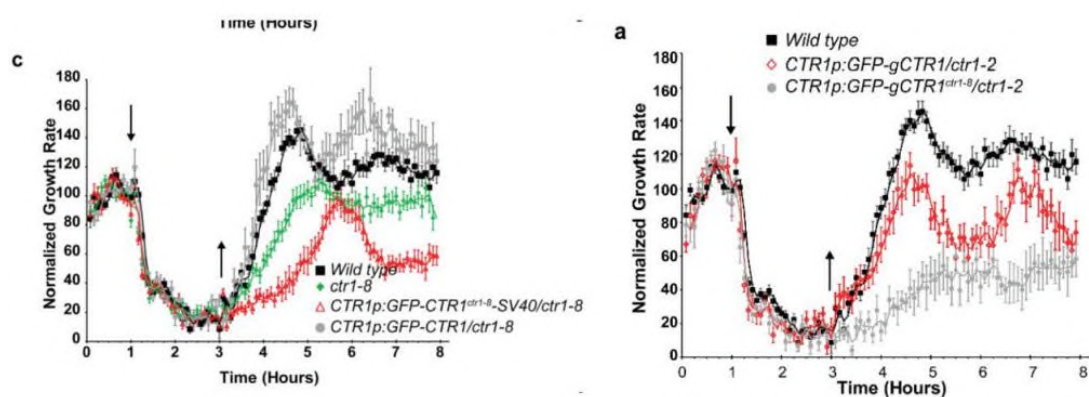 Time (Hours)
c
Normalized Growth Rate
180
160
140
120
100
80
60
40
20
0
Wild type
ctr1-8
CTR1p:GFP-CTR1ctr1-8-SV40/ctr1-8
CTR1p:GFP-CTR1/ctr1-8
0 1 2 3 4 5 6 7 8
Time (Hours)
a
Wild type
CTR1p:GFP-gCTR1/ctr1-2
CTR1p:GFP-gCTR1ctr1-8/ctr1-2
Normalized Growth Rate
180
160
140
120
100
80
60
40
20
0
0 1 2 3 4 5 6 7 8
Time (Hours)